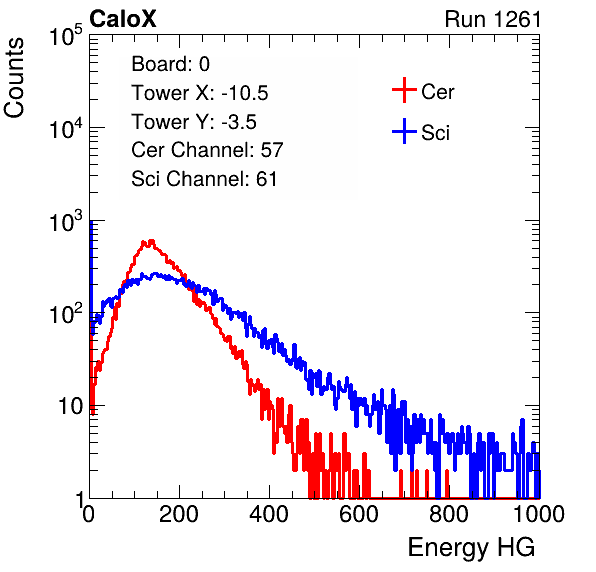 CaloX Run 1261
Counts
10^5
10^4
10^3
10^2
10
1
Board: 0
Tower X: -10.5
Tower Y: -3.5
Cer Channel: 57
Sci Channel: 61
Cer
Sci
0 200 400 600 800 1000
Energy HG